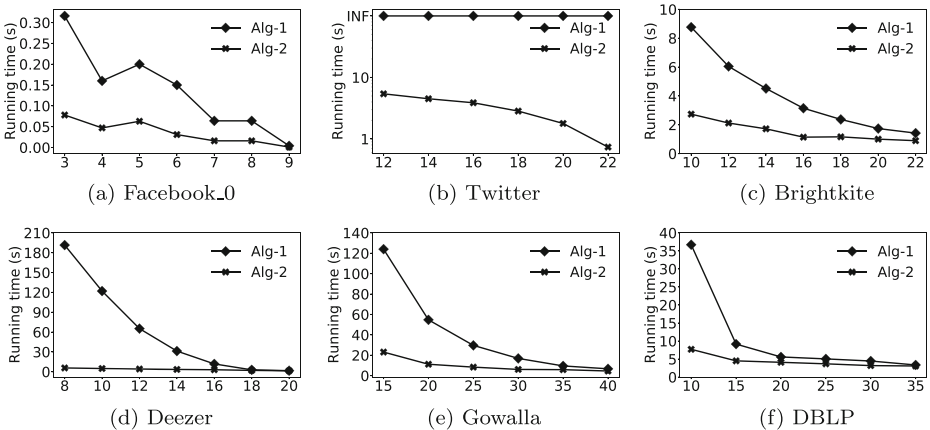 Running time (s)
0.30
0.25
0.20
0.15
0.10
0.05
0.00
3 4 5 6 7 8 9
Alg-1
Alg-2
(a) Facebook_0
Running time (s)
INF
10
1
12 14 16 18 20 22
Alg-1
Alg-2
(b) Twitter
Running time (s)
10
8
6
4
2
0
10 12 14 16 18 20 22
Alg-1
Alg-2
(c) Brightkite
Running time (s)
210
180
150
120
90
60
30
0
8 10 12 14 16 18 20
Alg-1
Alg-2
(d) Deezer
Running time (s)
140
120
100
80
60
40
20
0
15 20 25 30 35 40
Alg-1
Alg-2
(e) Gowalla
Running time (s)
40
35
30
25
20
15
10
5
0
10 15 20 25 30 35
Alg-1
Alg-2
(f) DBLP